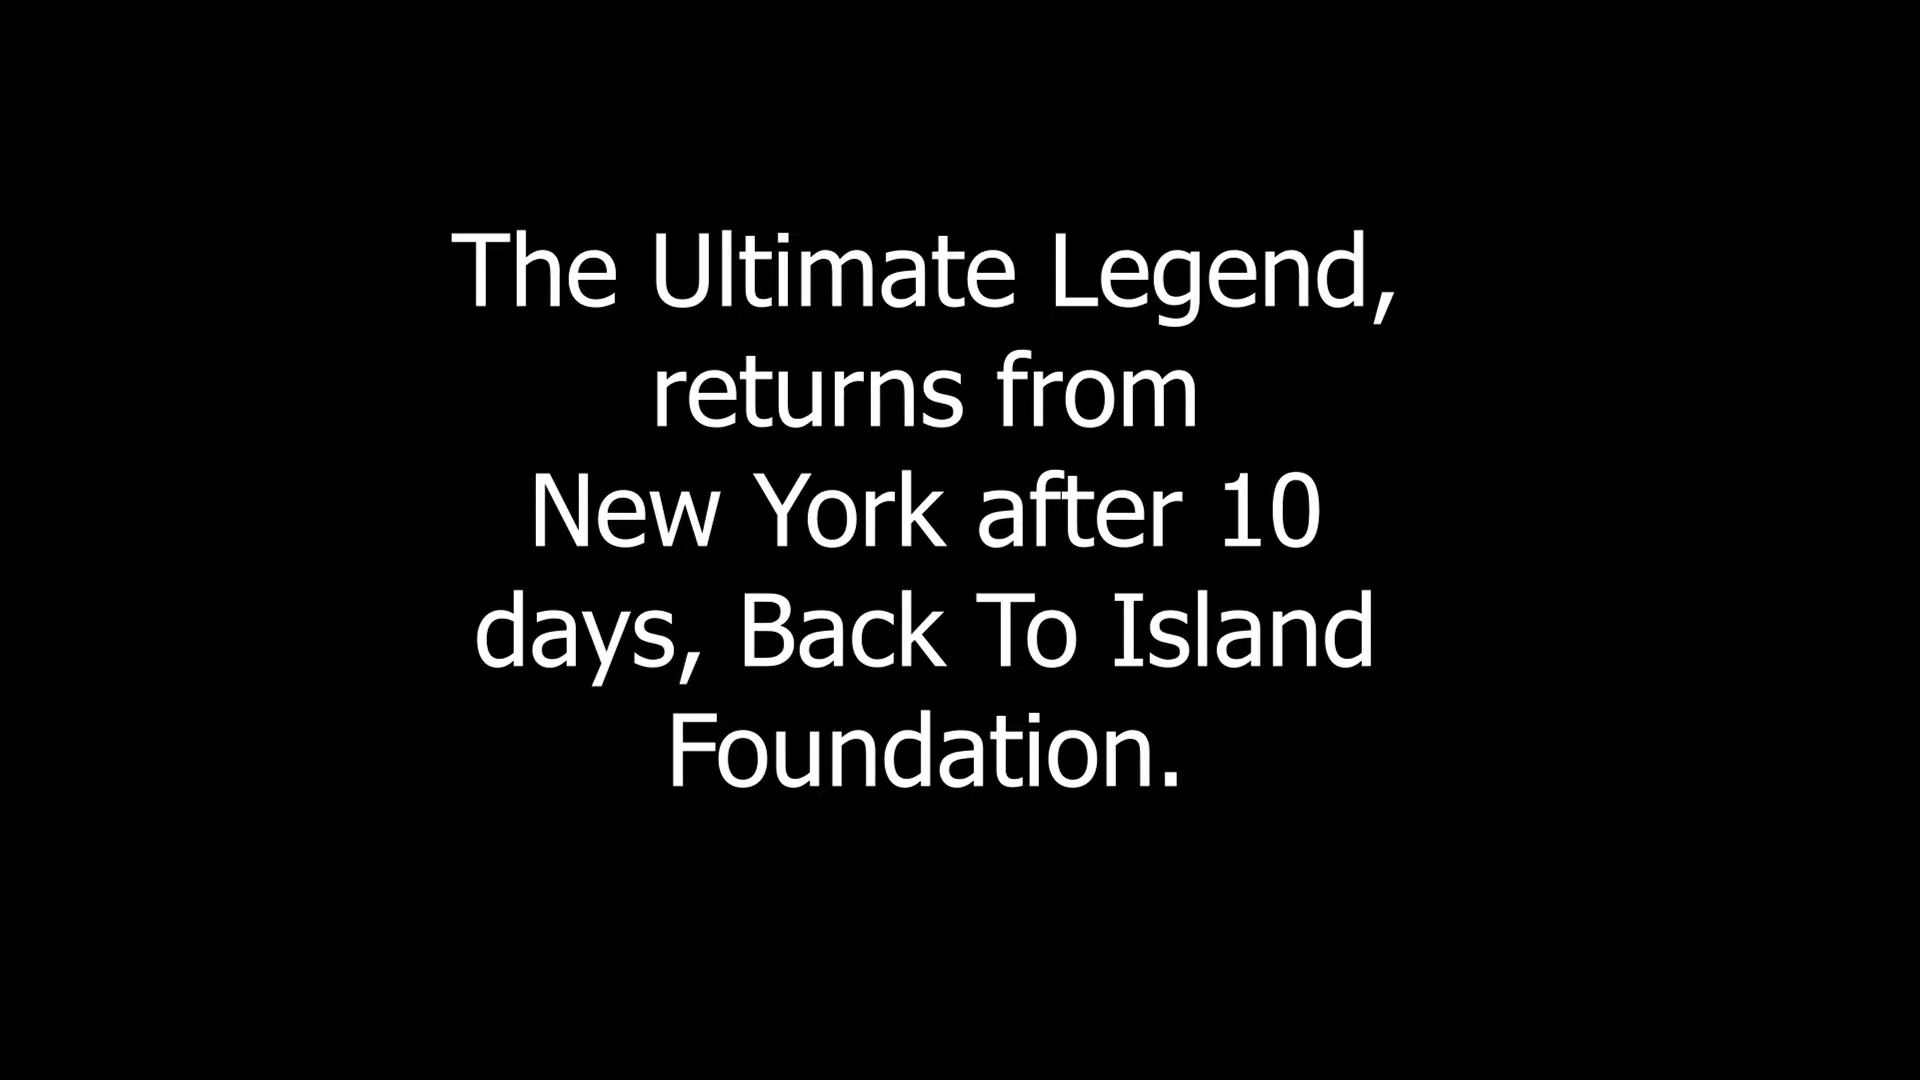 The Ultimate Legend,
returns from
New York after 10
days, Back To Island
Foundation.